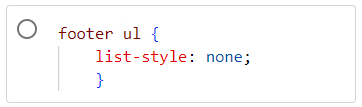 footer ul {
list-style: none;
}